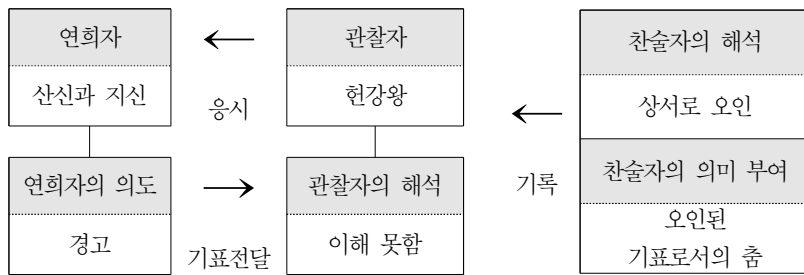 연희자
산신과 지신
연희자의 의도
경고
응시
기표전달
관찰자
헌강왕
관찰자의 해석
이해 못함
기록
찬술자의 해석
상서로 오인
찬술자의 의미 부여
오인된
기표로서의 춤